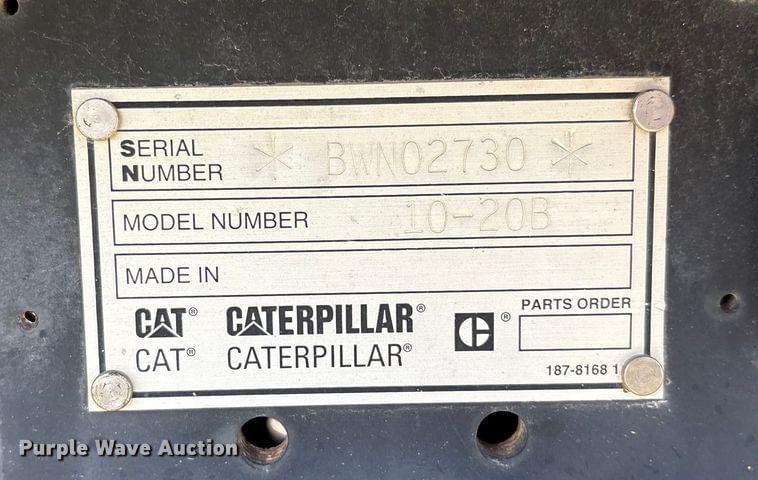 SERIAL
NUMBER
* BWN02730 *
MODEL NUMBER 10-20B
MADE IN
CAT® CATERPILLAR® ®
CAT® CATERPILLAR®
PARTS ORDER
187-8168 1
Purple Wave Auction